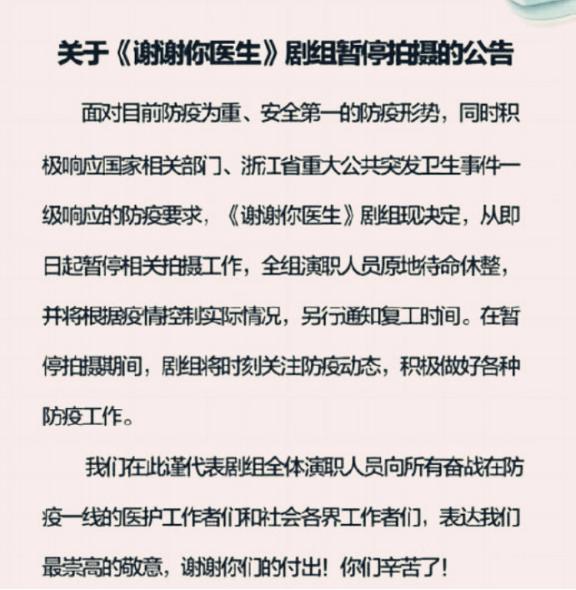 关于《谢谢你医生》剧组暂停拍摄的公告
面对目前防疫为重、安全第一的防疫形势，同时积
极响应国家相关部门、浙江省重大公共突发卫生事件一
级响应的防疫要求，《谢谢你医生》剧组现决定，从即
日起暂停相关拍摄工作，全组演职人员原地待命休整，
并将根据疫情控制实际情况，另行通知复工时间。在暂
停拍摄期间，剧组将时刻关注防疫动态，积极做好各种
防疫工作。
我们在此谨代表剧组全体演职人员向所有奋战在防
疫一线的医护工作者们和社会各界工作者们，表达我们
最崇高的敬意，谢谢你们的付出！你们辛苦了！